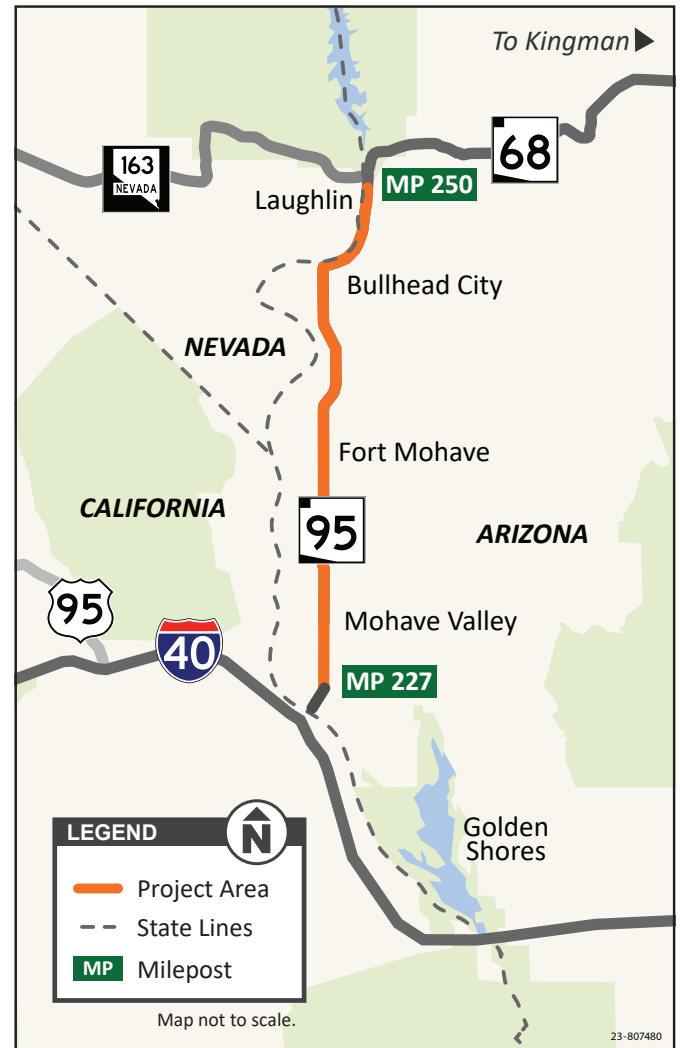 To Kingman
163
NEVADA
68
Laughlin
MP 250
Bullhead City
NEVADA
Fort Mohave
CALIFORNIA
95
ARIZONA
95
Mohave Valley
40
MP 227
Golden
Shores
LEGEND
N
Project Area
State Lines
MP Milepost
Map not to scale.
23-807480